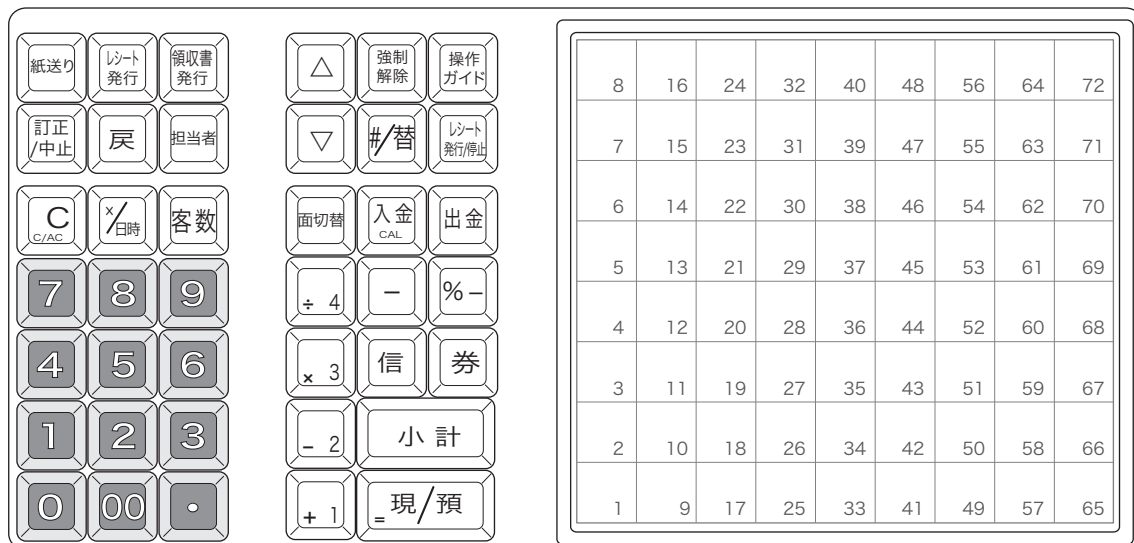 紙送り
レシート
発行
領収書
発行
訂正
/中止
戻
担当者
C
C/AC
×/日時
客数
7 8 9
4 5 6
1 2 3
0 00 ・
△
強制
解除
操作
ガイド
▽
#/替
レシート
発行/停止
面切替
入金
CAL
出金
÷ 4
－
%－
× 3
信
券
- 2
小計
+ 1
= 現/預
8 16 24 32 40 48 56 64 72
7 15 23 31 39 47 55 63 71
6 14 22 30 38 46 54 62 70
5 13 21 29 37 45 53 61 69
4 12 20 28 36 44 52 60 68
3 11 19 27 35 43 51 59 67
2 10 18 26 34 42 50 58 66
1 9 17 25 33 41 49 57 65